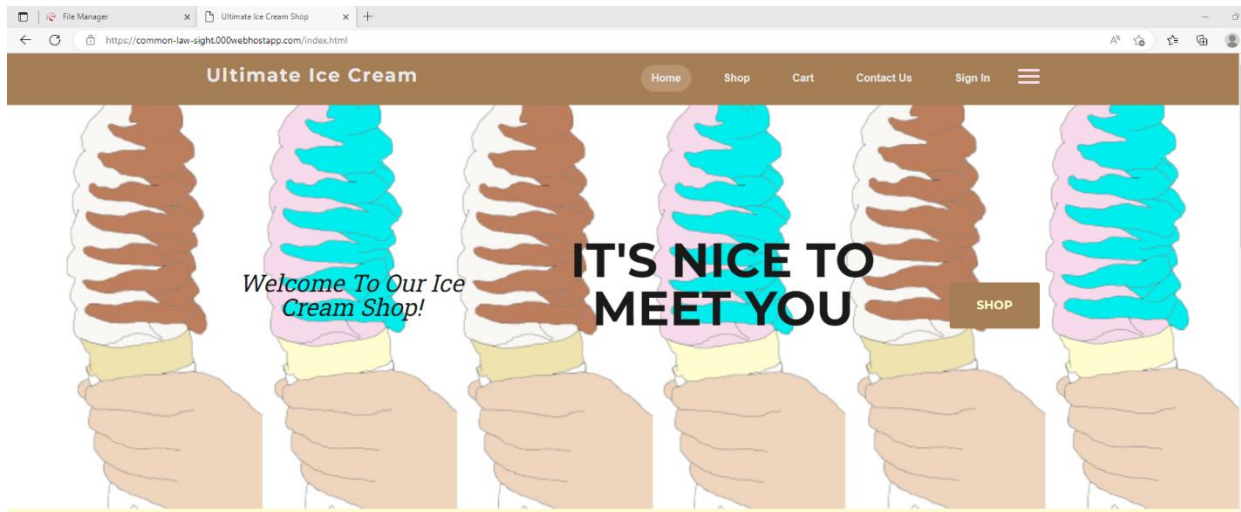 File Manager
Ultimate Ice Cream Shop
https://common-law-sight.000webhostapp.com/index.html
Ultimate Ice Cream
Home
Shop
Cart
Contact Us
Sign In
Welcome To Our Ice
Cream Shop!
IT'S NICE TO
MEET YOU
SHOP